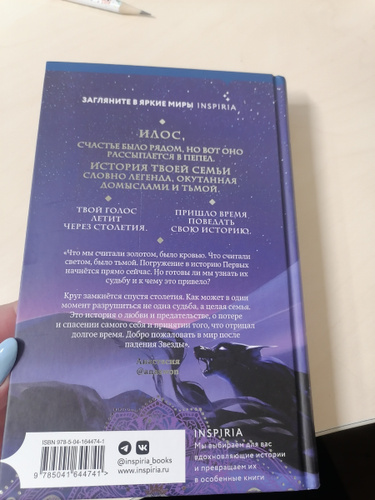 ЗАГЛЯНИТЕ В ЯРКИЕ МИРЫ INSPIRIA
ИЛОС,
СЧАСТЬЕ БЫЛО РЯДОМ, НО ВОТ ОНО
РАССЫПЛЕТСЯ В ПЕПЕЛ.
ИСТОРИЯ ТВОЕЙ СЕМЬИ
СЛОВНО ЛЕГЕНДА, ОКУТАННАЯ
ДОМЫСЛАМИ И ТЬМОЙ.
ТВОЙ ГОЛОС
ЛЕТИТ
ЧЕРЕЗ СТОЛЕТИЯ.
ПРИШЛО ВРЕМЯ
ПОВЕДАТЬ
СВОЮ ИСТОРИЮ.
«Что мы считали золотом, было кровью. Что считали
светом, было тьмой. Погружение в историю Первых
начнётся прямо сейчас. Но готовы ли мы узнать их
судьбу и к чему это приведёт?
Круг замкнётся спустя столетия. Как может в один
момент разрушиться не одна судьба, а целая семья.
Это история о любви и предательстве, о потере
и спасении самого себя и принятии того, что отрицал
долгое время. Добро пожаловать в мир после
падения Звезды».
ISBN 978-5-04-164474-1
9 785041 644741 >
@inspiria_books
www.inspiria.ru
INSPIRIA
Мы выбираем для вас
вдохновляющие истории
и превращаем их
в особенные книги